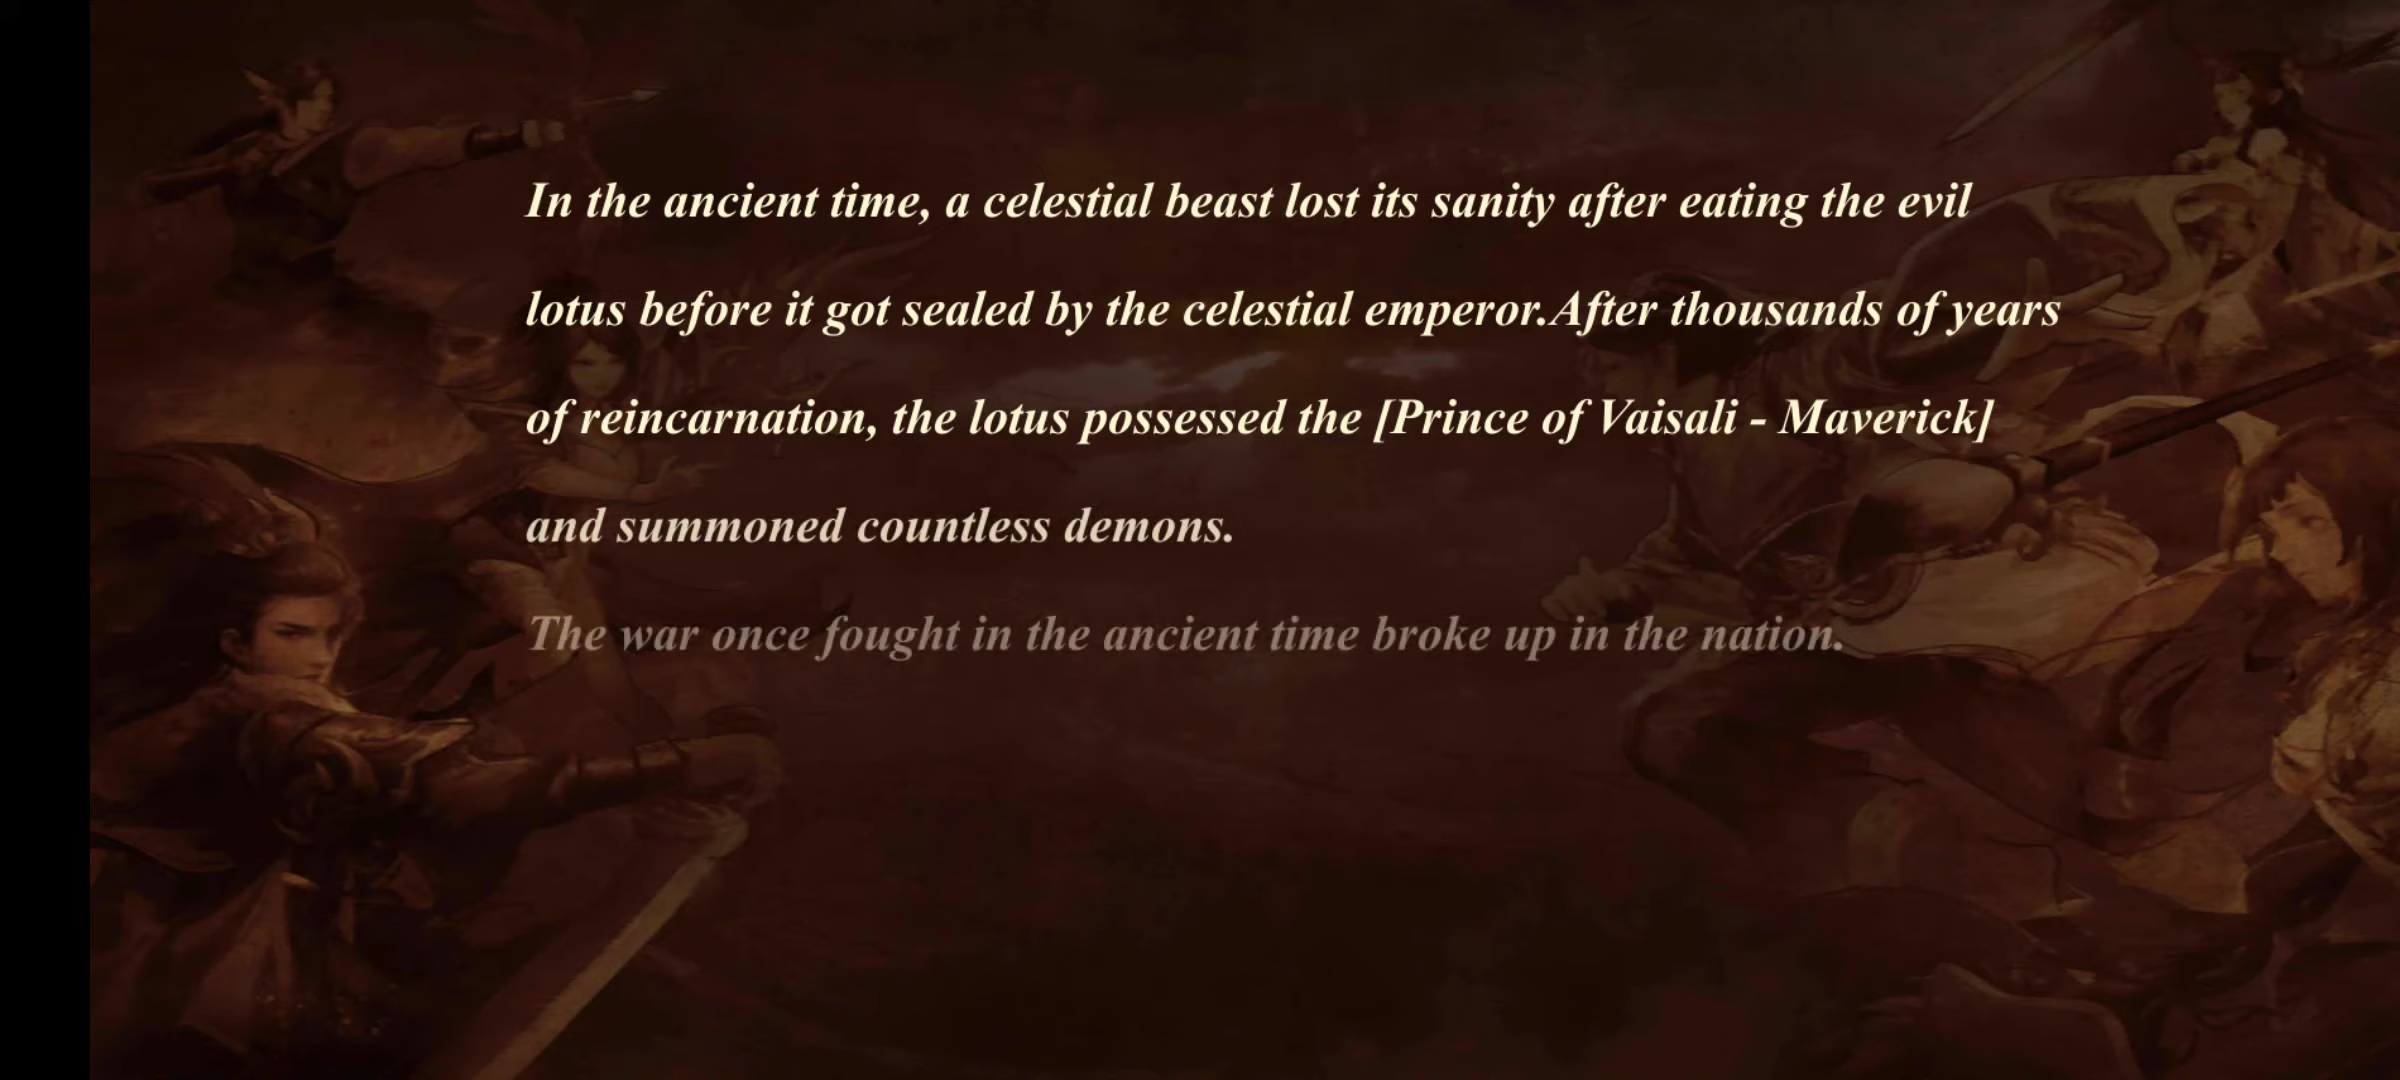 In the ancient time, a celestial beast lost its sanity after eating the evil
lotus before it got sealed by the celestial emperor.After thousands of years
of reincarnation, the lotus possessed the [Prince of Vaisali - Maverick]
and summoned countless demons.
The war once fought in the ancient time broke up in the nation.